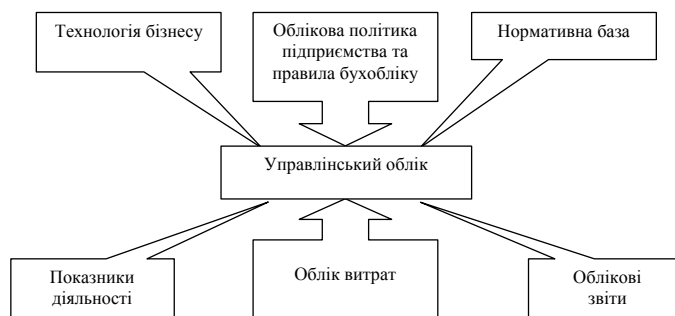 Технологія бізнесу
Облікова політика
підприємства та
правила бухобліку
Нормативна база
Управлінський облік
Показники
діяльності
Облік витрат
Облікові
звіти